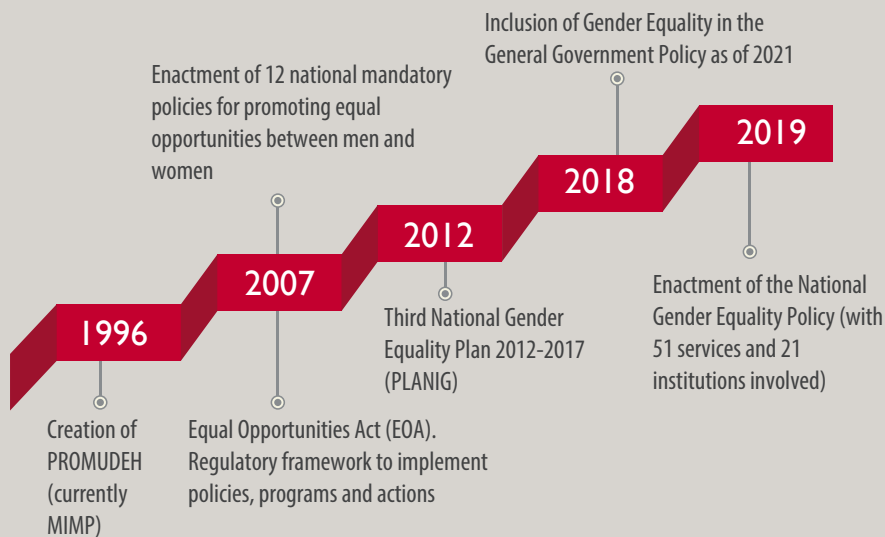 Inclusion of Gender Equality in the
General Government Policy as of 2021
Enactment of 12 national mandatory
policies for promoting equal
opportunities between men and
women
2019
2018
2012
2007
1996
Third National Gender
Equality Plan 2012-2017
(PLANIG)
Enactment of the National
Gender Equality Policy (with
51 services and 21
institutions involved)
Creation of
PROMUDEH
(currently
MIMP)
Equal Opportunities Act (EOA).
Regulatory framework to implement
policies, programs and actions